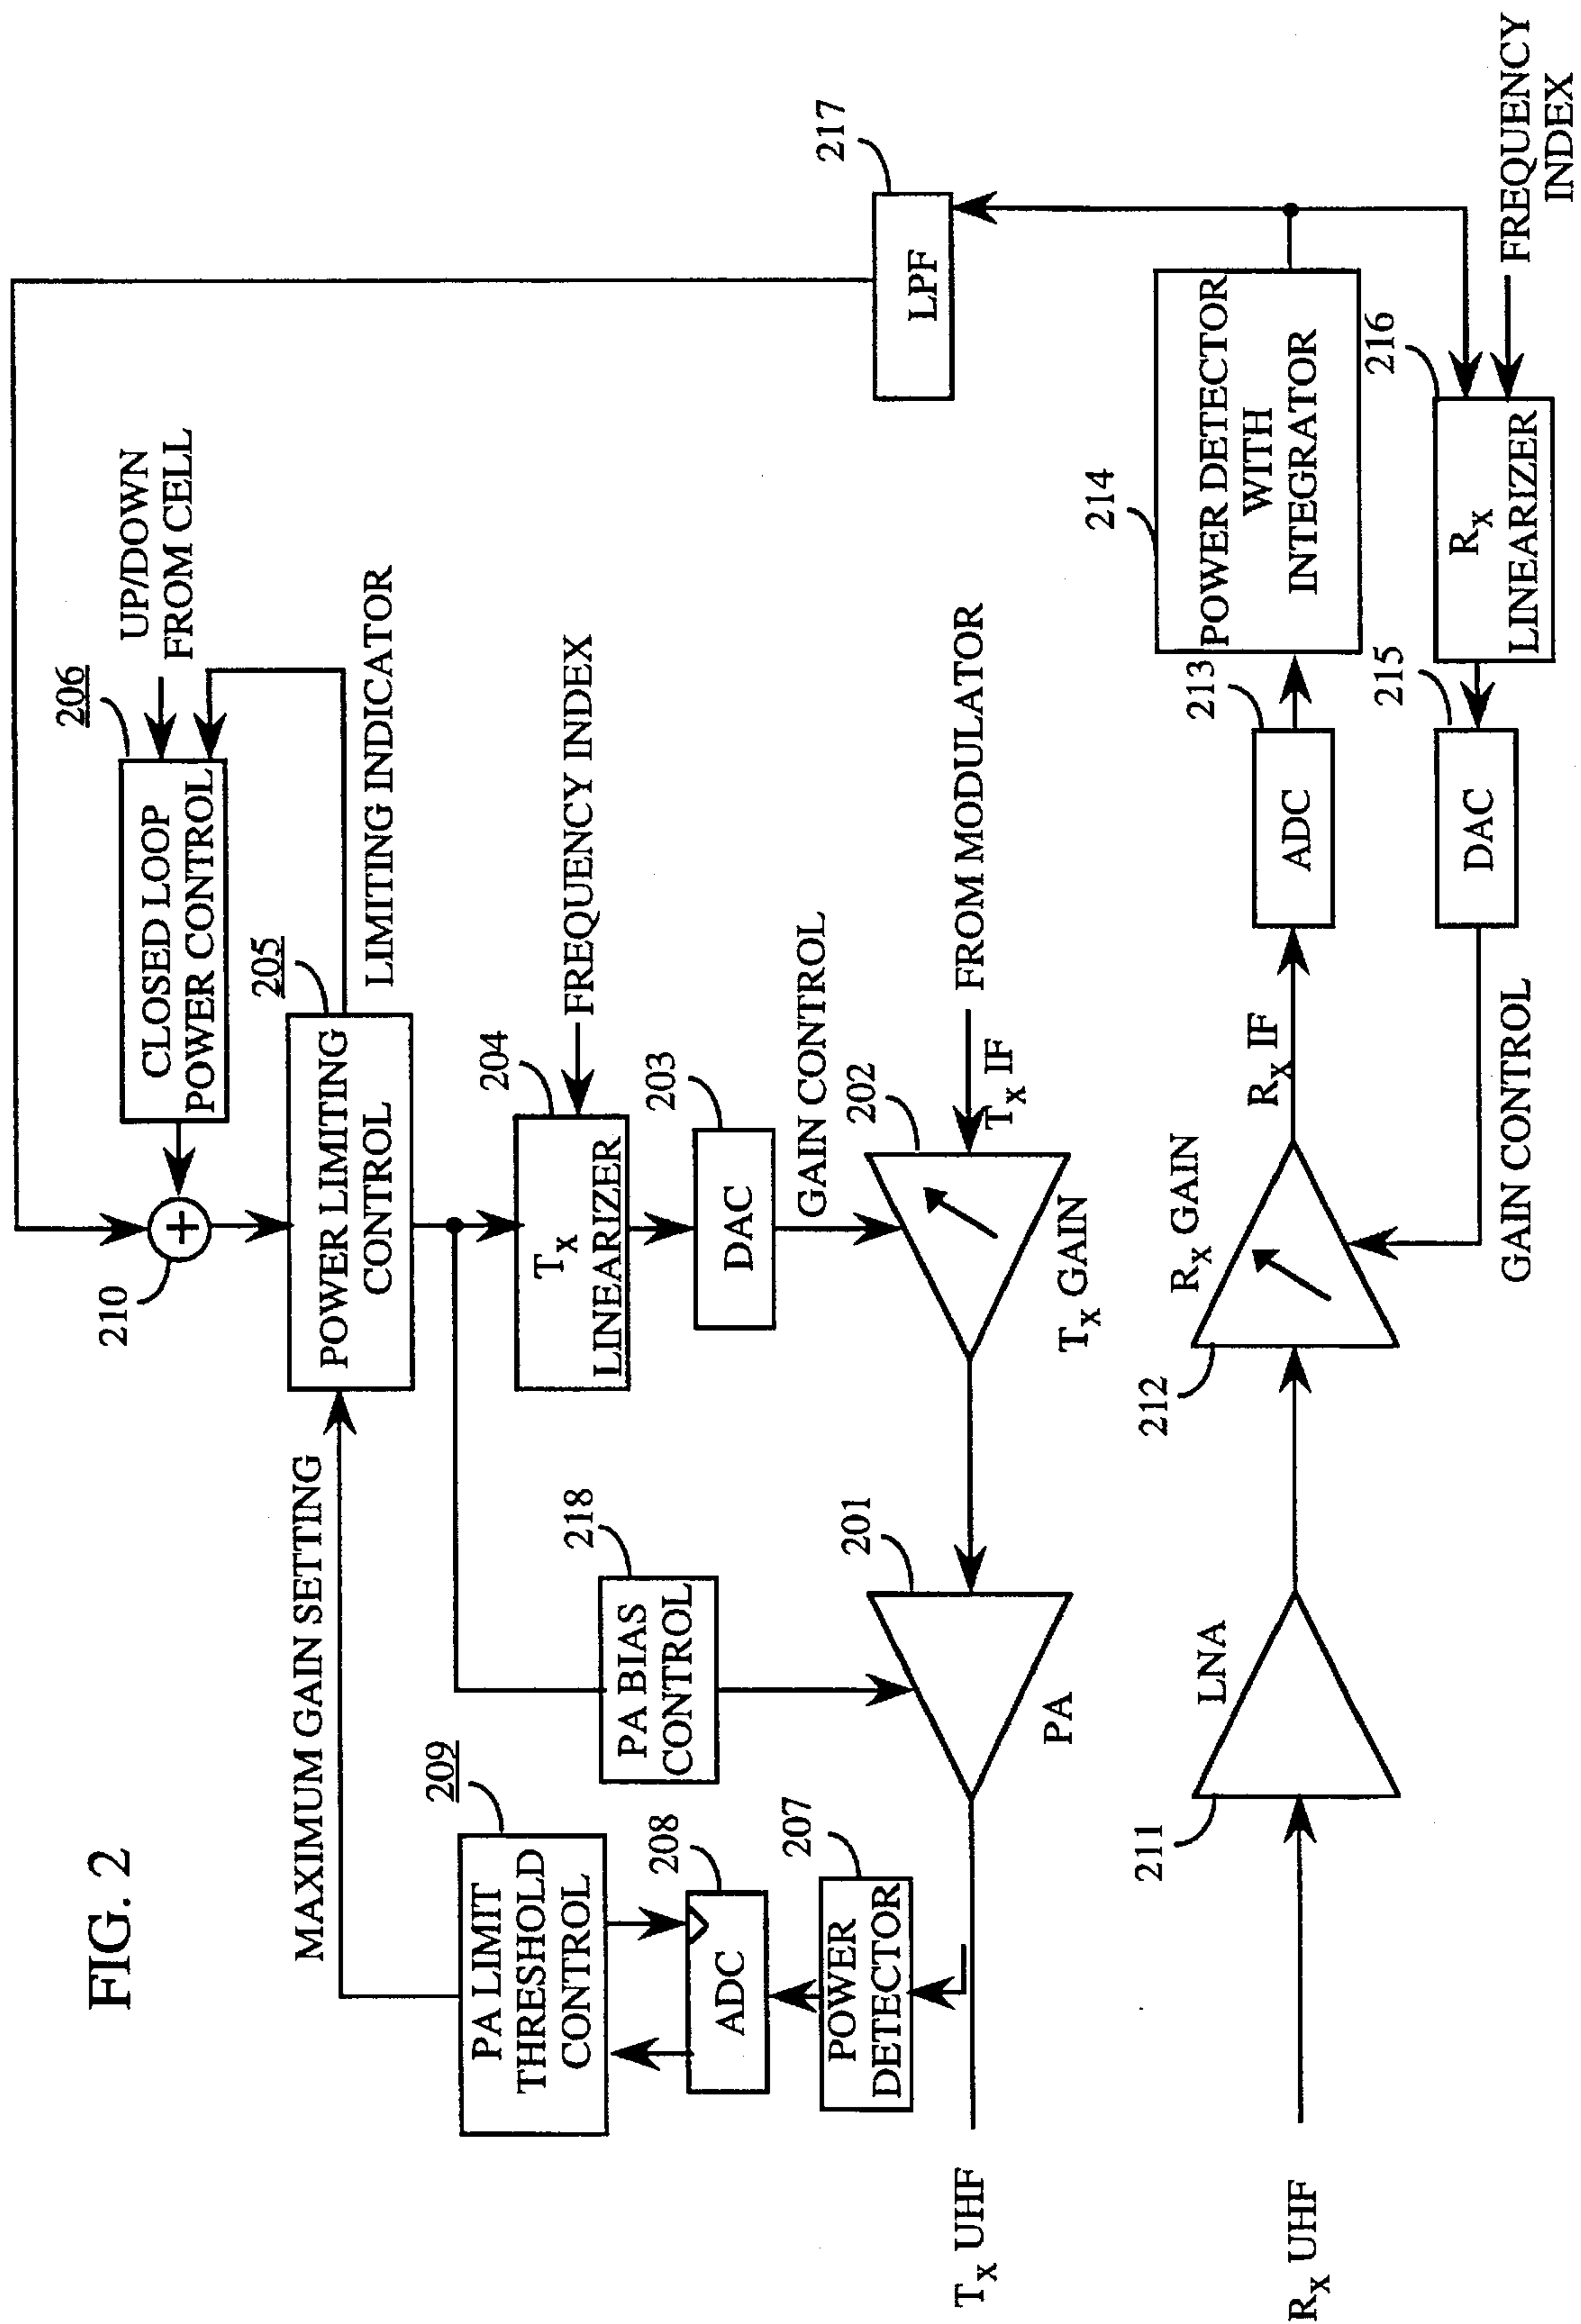 FIG. 2
MAXIMUM GAIN SETTING
210
206
CLOSED LOOP
POWER CONTROL
UP/DOWN
FROM CELL
205
POWER LIMITING
CONTROL
LIMITING INDICATOR
209
PA LIMIT
THRESHOLD
CONTROL
218
PA BIAS
CONTROL
204
TX
LINEARIZER
FREQUENCY INDEX
208
ADC
203
DAC
GAIN CONTROL
207
POWER
DETECTOR
201
PA
202
TX GAIN
TX IF
FROM MODULATOR
217
LPF
TX UHF
RX UHF
211
LNA
212
RX GAIN
RX IF
213
ADC
214
POWER DETECTOR
WITH
INTEGRATOR
GAIN CONTROL
215
DAC
216
RX
LINEARIZER
FREQUENCY
INDEX